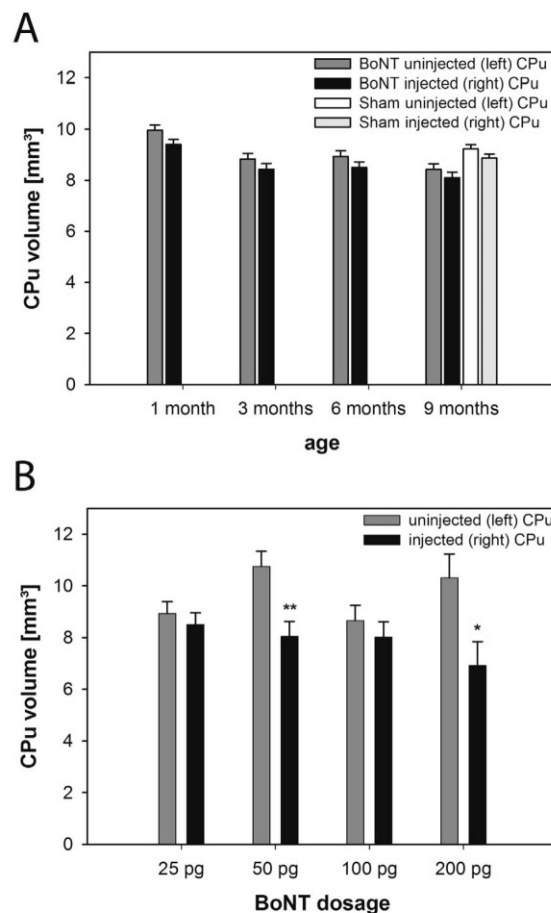 A
BoNT uninjected (left) CPu
BoNT injected (right) CPu
Sham uninjected (left) CPu
Sham injected (right) CPu
CPu volume [mm³]
12
10
8
6
4
2
0
1 month 3 months 6 months 9 months
age
B
uninjected (left) CPu
injected (right) CPu
CPu volume [mm³]
12
10
8
6
4
2
0
** *
25 pg 50 pg 100 pg 200 pg
BoNT dosage